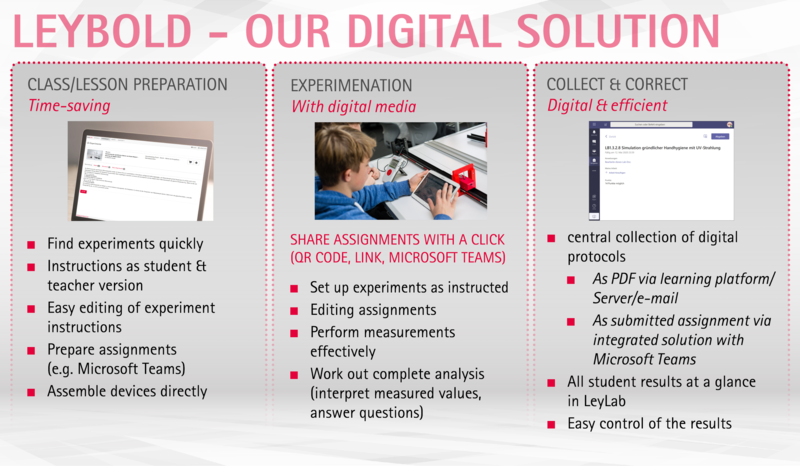 LEYBOLD - OUR DIGITAL SOLUTION
CLASS/LESSON PREPARATION
Time-saving
Find experiments quickly
Instructions as student &
teacher version
Easy editing of experiment
instructions
Prepare assignments
(e.g. Microsoft Teams)
Assemble devices directly
EXPERIMENATION
With digital media
SHARE ASSIGNMENTS WITH A CLICK
(QR CODE, LINK, MICROSOFT TEAMS)
Set up experiments as instructed
Editing assignments
Perform measurements
effectively
Work out complete analysis
(interpret measured values,
answer questions)
COLLECT & CORRECT
Digital & efficient
LB1.2.2.8 Simulation gründlicher Handhygiene mit UV-Strahlung
central collection of digital
protocols
As PDF via learning platform/
Server/e-mail
As submitted assignment via
integrated solution with
Microsoft Teams
All student results at a glance
in LeyLab
Easy control of the results